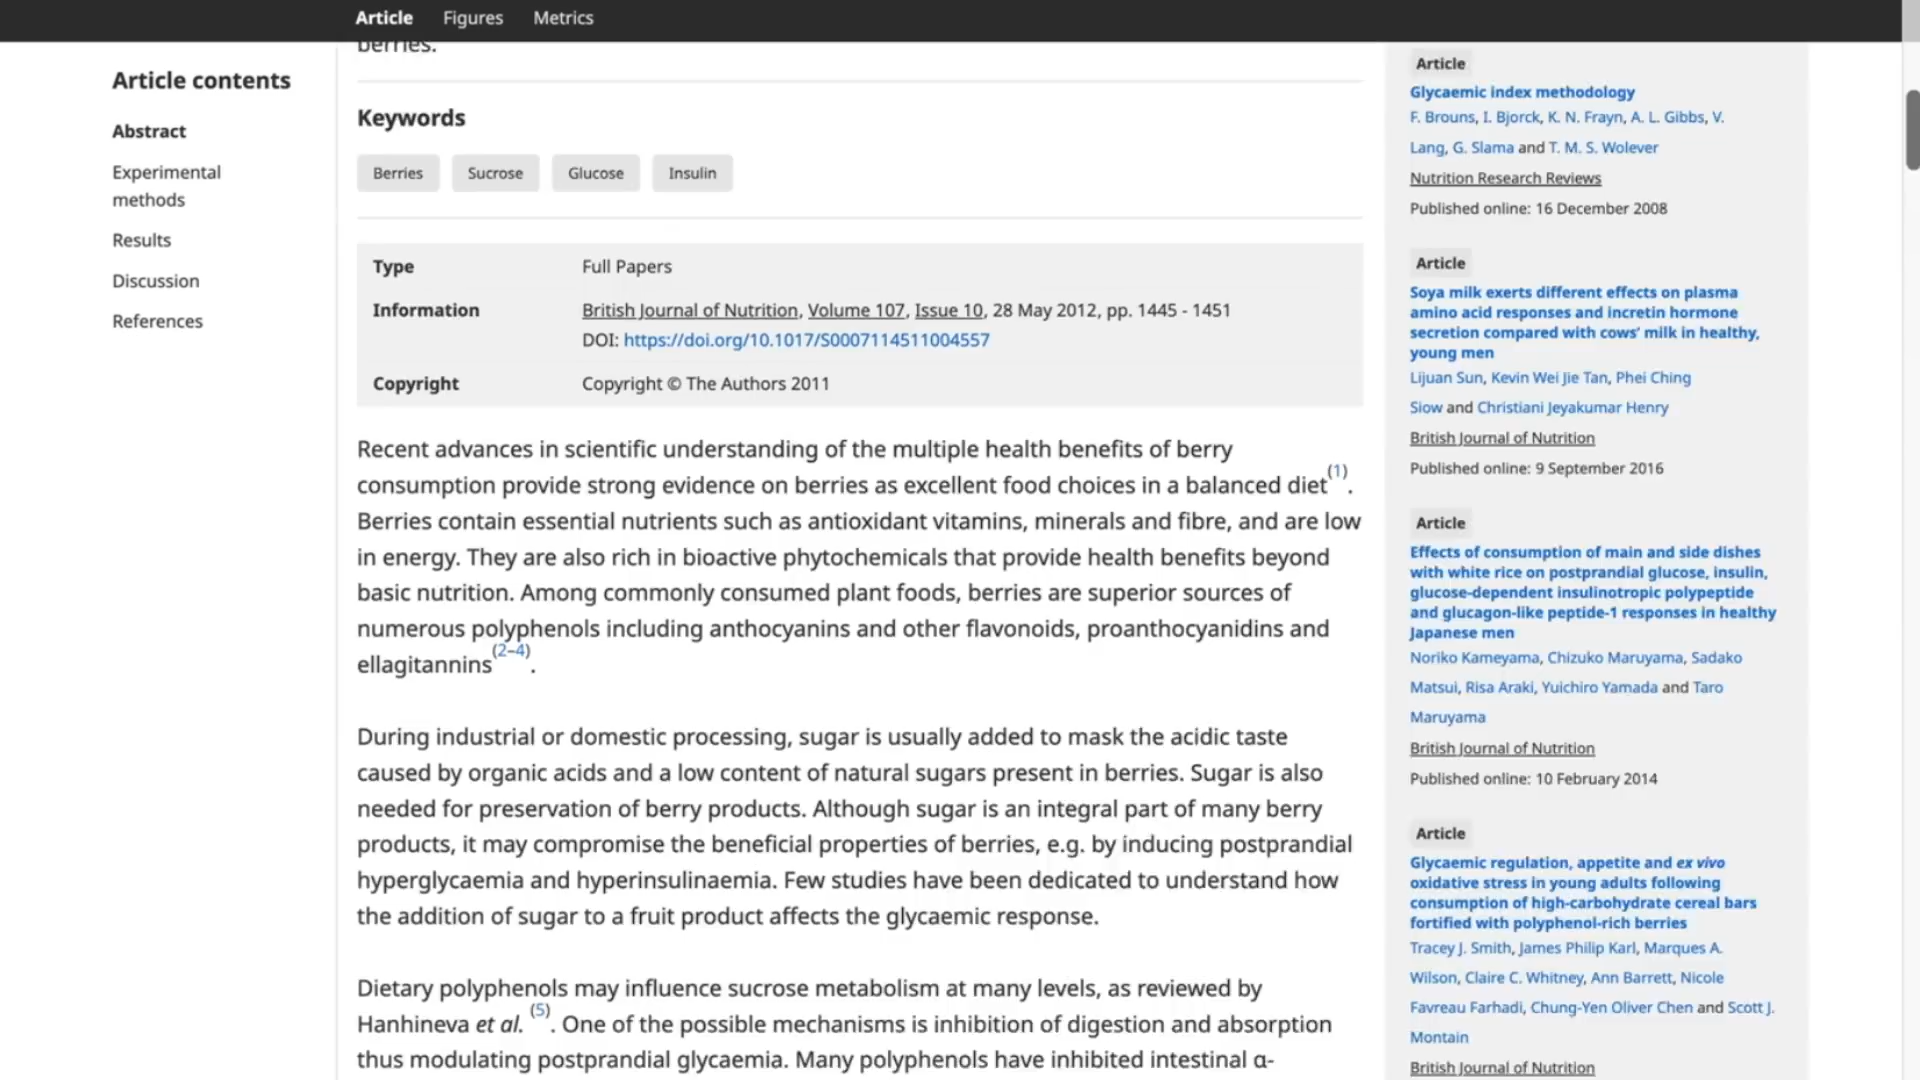 Article Figures Metrics
berries.
Article contents
Abstract
Experimental
methods
Results
Discussion
References
Keywords
Berries Sucrose Glucose Insulin
Type Full Papers
Information British Journal of Nutrition, Volume 107, Issue 10, 28 May 2012, pp. 1445 - 1451
DOI: https://doi.org/10.1017/S0007114511004557
Copyright Copyright © The Authors 2011
Recent advances in scientific understanding of the multiple health benefits of berry
consumption provide strong evidence on berries as excellent food choices in a balanced diet(1).
Berries contain essential nutrients such as antioxidant vitamins, minerals and fibre, and are low
in energy. They are also rich in bioactive phytochemicals that provide health benefits beyond
basic nutrition. Among commonly consumed plant foods, berries are superior sources of
numerous polyphenols including anthocyanins and other flavonoids, proanthocyanidins and
ellagitannins(2–4).
During industrial or domestic processing, sugar is usually added to mask the acidic taste
caused by organic acids and a low content of natural sugars present in berries. Sugar is also
needed for preservation of berry products. Although sugar is an integral part of many berry
products, it may compromise the beneficial properties of berries, e.g. by inducing postprandial
hyperglycaemia and hyperinsulinaemia. Few studies have been dedicated to understand how
the addition of sugar to a fruit product affects the glycaemic response.
Dietary polyphenols may influence sucrose metabolism at many levels, as reviewed by
Hanhineva et al. (5). One of the possible mechanisms is inhibition of digestion and absorption
thus modulating postprandial glycaemia. Many polyphenols have inhibited intestinal α-
Article
Glycaemic index methodology
F. Brouns, I. Bjorck, K. N. Frayn, A. L. Gibbs, V.
Lang, G. Slama and T. M. S. Wolever
Nutrition Research Reviews
Published online: 16 December 2008
Article
Soya milk exerts different effects on plasma
amino acid responses and incretin hormone
secretion compared with cows’ milk in healthy,
young men
Lijuan Sun, Kevin Wei Jie Tan, Phei Ching
Siow and Christiani Jeyakumar Henry
British Journal of Nutrition
Published online: 9 September 2016
Article
Effects of consumption of main and side dishes
with white rice on postprandial glucose, insulin,
glucose-dependent insulinotropic polypeptide
and glucagon-like peptide-1 responses in healthy
Japanese men
Noriko Kameyama, Chizuko Maruyama, Sadako
Matsui, Risa Araki, Yuichiro Yamada and Taro
Maruyama
British Journal of Nutrition
Published online: 10 February 2014
Article
Glycaemic regulation, appetite and ex vivo
oxidative stress in young adults following
consumption of high-carbohydrate cereal bars
fortified with polyphenol-rich berries
Tracey J. Smith, James Philip Karl, Marques A.
Wilson, Claire C. Whitney, Ann Barrett, Nicole
Favreau Farhadi, Chung-Yen Oliver Chen and Scott J.
Montain
British Journal of Nutrition